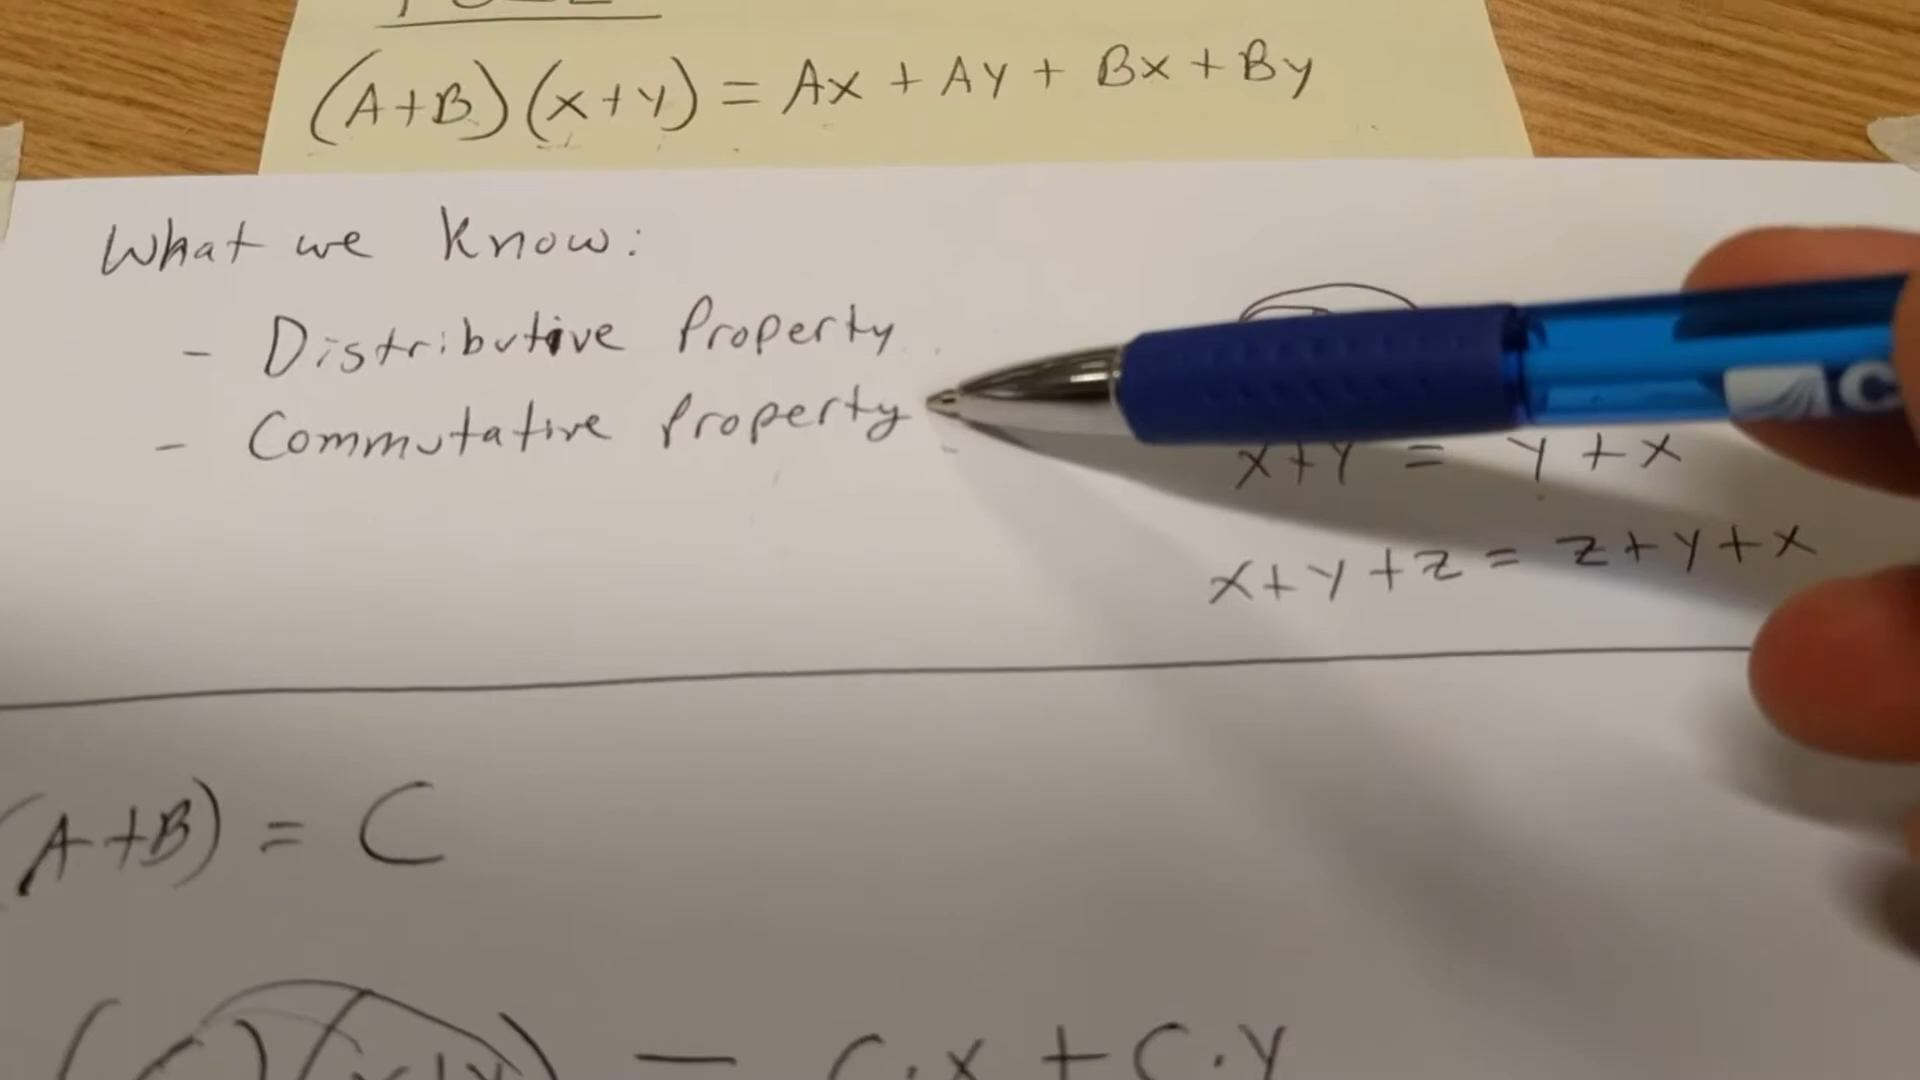 (A+B)(x+y) = Ax + Ay + Bx + By
What we know:
- Distributive Property
- Commutative Property
x+y = y+x
x+y+z = z+y+x
(A+B) = C
C·x + C·y